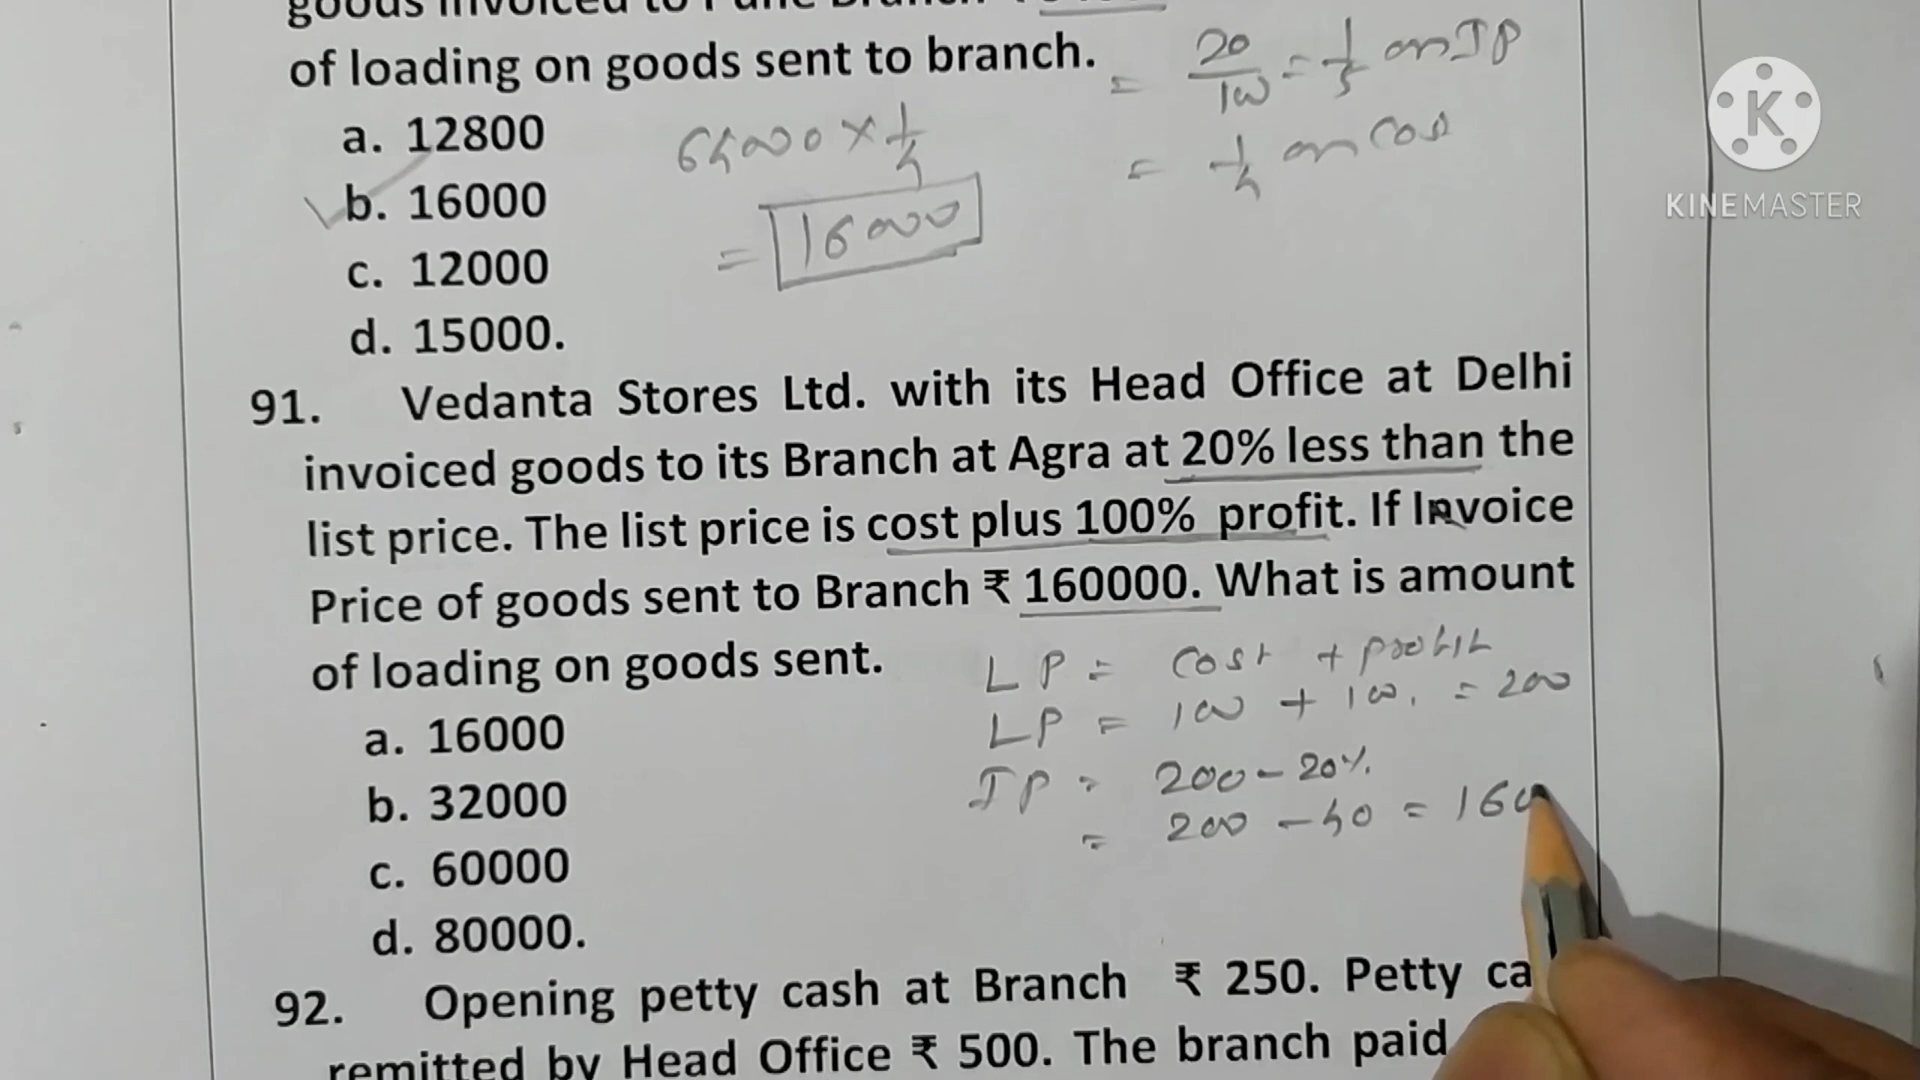 goods invoiced to Pune Branch
of loading on goods sent to branch.
= 20/100 = 1/5 on IP
a. 12800
64000 × 1/4
= 1/4 on cost
b. 16000
= 16000
c. 12000
d. 15000.
K
KINEMASTER
91. Vedanta Stores Ltd. with its Head Office at Delhi
invoiced goods to its Branch at Agra at 20% less than the
list price. The list price is cost plus 100% profit. If Invoice
Price of goods sent to Branch ₹ 160000. What is amount
of loading on goods sent.
LP = Cost + profit
LP = 100 + 100. = 200
a. 16000
IP = 200 - 20%.
b. 32000
= 200 - 40 = 160
c. 60000
d. 80000.
92. Opening petty cash at Branch ₹ 250. Petty ca
remitted by Head Office ₹ 500. The branch paid